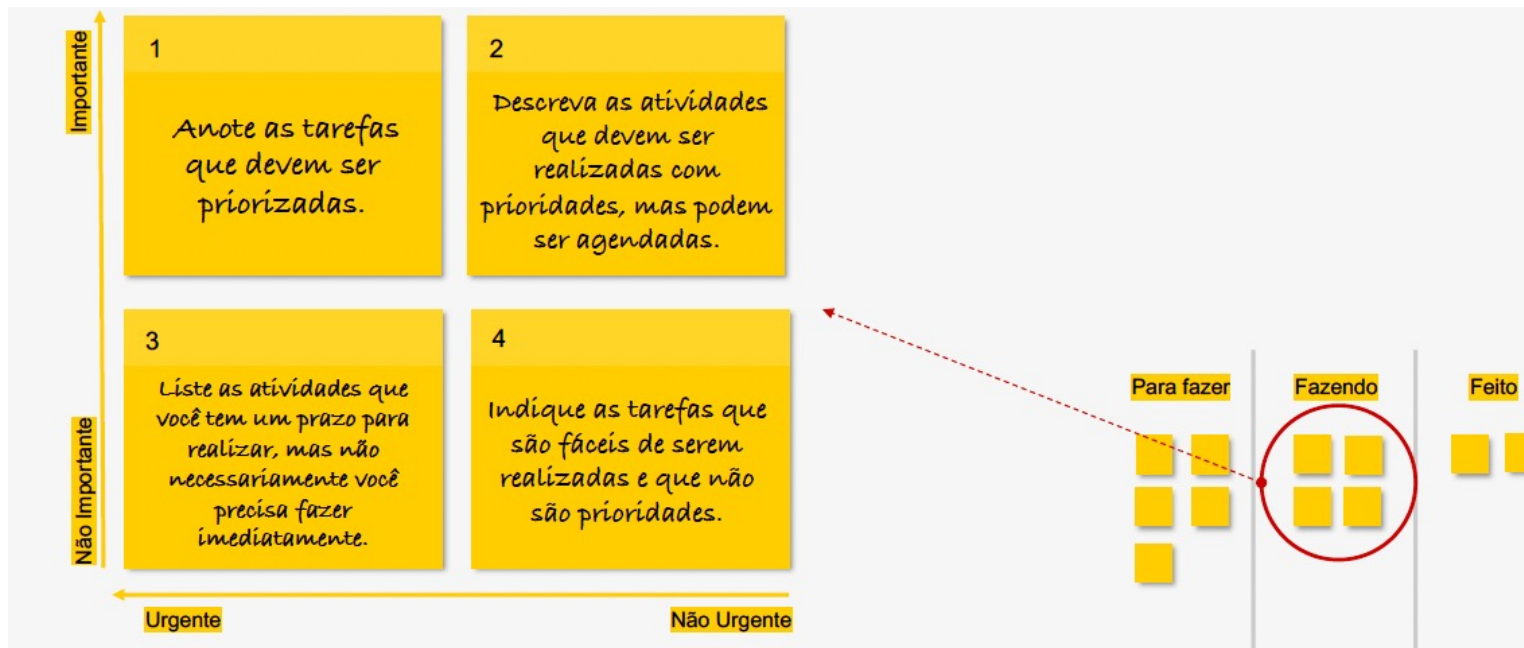 Importante
1
Anote as tarefas
que devem ser
priorizadas.
2
Descreva as atividades
que devem ser
realizadas com
prioridades, mas podem
ser agendadas.
Não Importante
3
Liste as atividades que
você tem um prazo para
realizar, mas não
necessariamente você
precisa fazer
imediatamente.
4
Indique as tarefas que
são fáceis de serem
realizadas e que não
são prioridades.
Urgente
Não Urgente
Para fazer
Fazendo
Feito